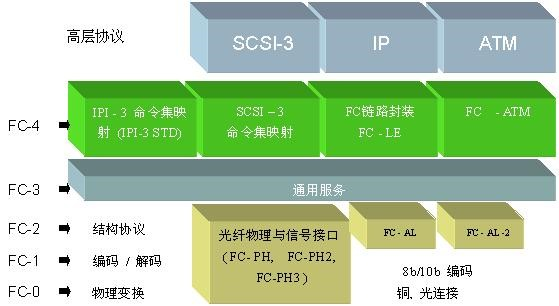 高层协议
SCSI-3
IP
ATM
FC-4
IPI - 3 命令集映
射 (IPI-3 STD)
SCSI – 3
命令集映射
FC链路封装
FC - LE
FC - ATM
FC-3
通用服务
FC-2
结构协议
光纤物理与信号接口
(FC- PH, FC-PH2,
FC-PH3 )
FC- AL
FC - AL-2
FC-1
编码 / 解码
8b/10b 编码
FC-0
物理变换
铜, 光连接